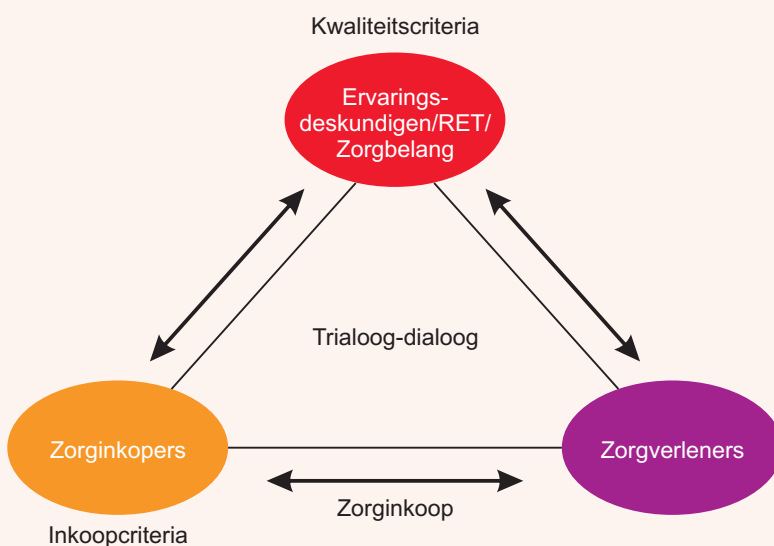 Kwaliteitscriteria
Ervarings-
deskundigen/RET/
Zorgbelang
Trialoog-dialoog
Zorginkopers
Zorgverleners
Zorginkoop
Inkoopcriteria